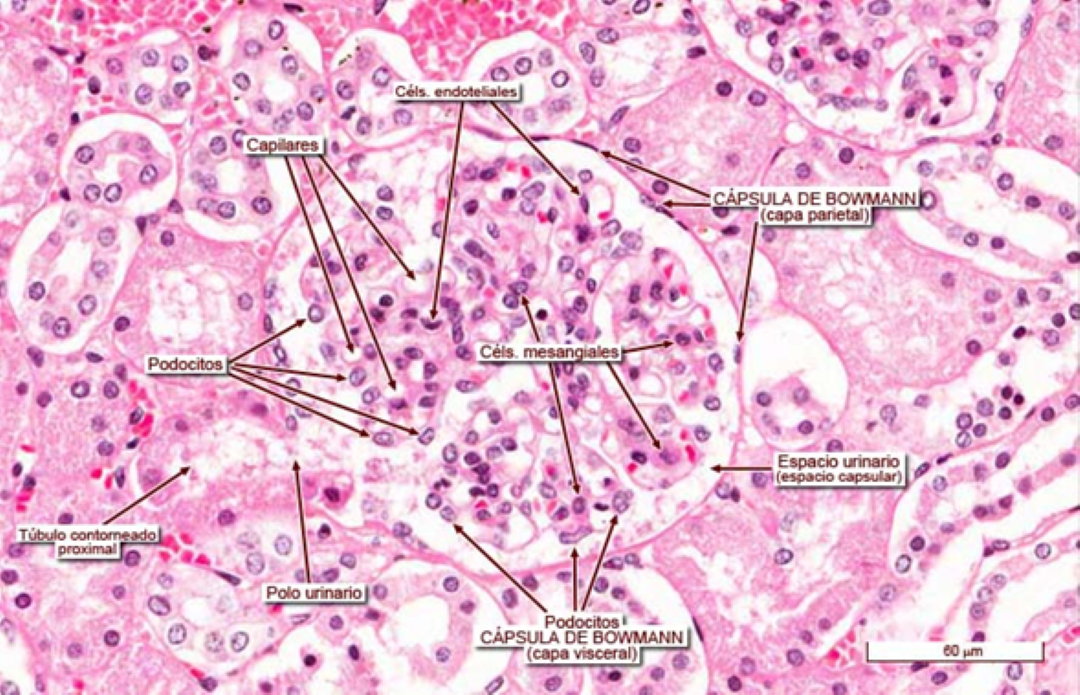 Céls. endoteliales
Capilares
CÁPSULA DE BOWMANN
(capa parietal)
Céls. mesangiales
Podocitos
Espacio urinario
(espacio capsular)
Túbulo contorneado
proximal
Polo urinario
Podocitos
CÁPSULA DE BOWMANN
(capa visceral)
60 µm